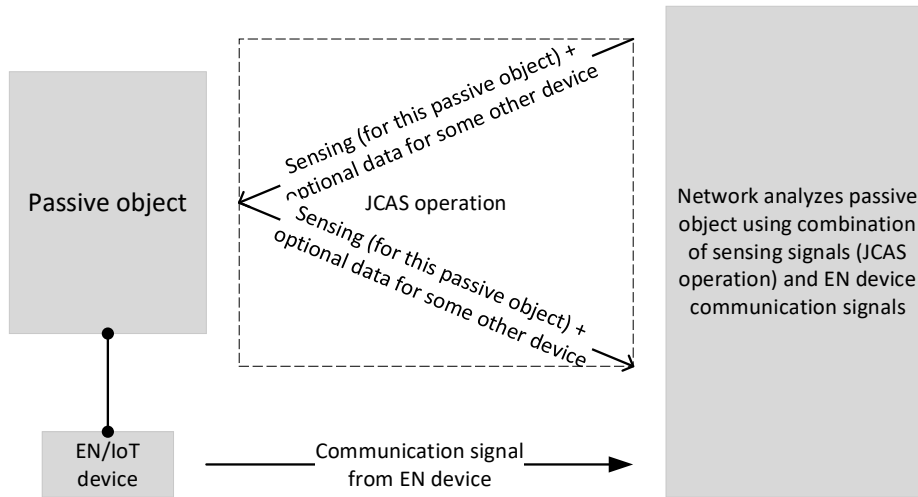 Passive object
Sensing (for this passive object) +
optional data for some other device
JCAS operation
Sensing (for this passive object) +
optional data for some other device
Network analyzes passive
object using combination
of sensing signals (JCAS
operation) and EN device
communication signals
EN/IoT
device
Communication signal
from EN device